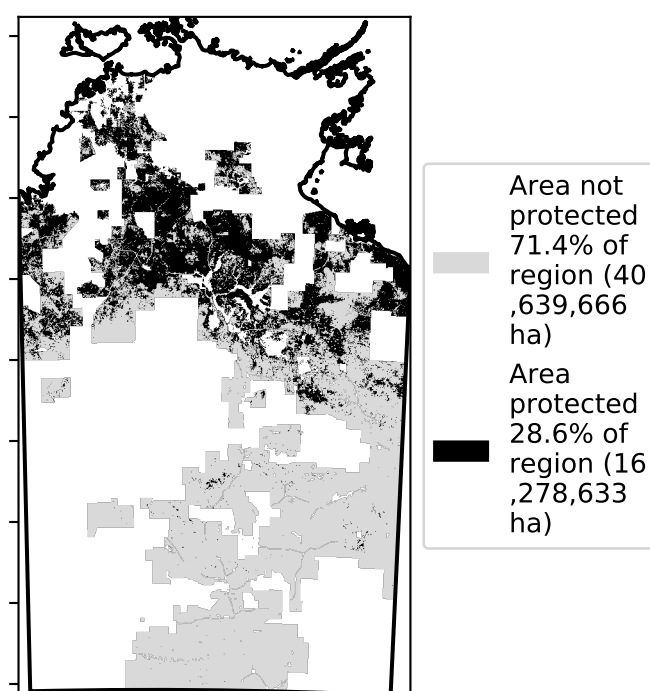 Area not
protected
71.4% of
region (40
,639,666
ha)
Area
protected
28.6% of
region (16
,278,633
ha)